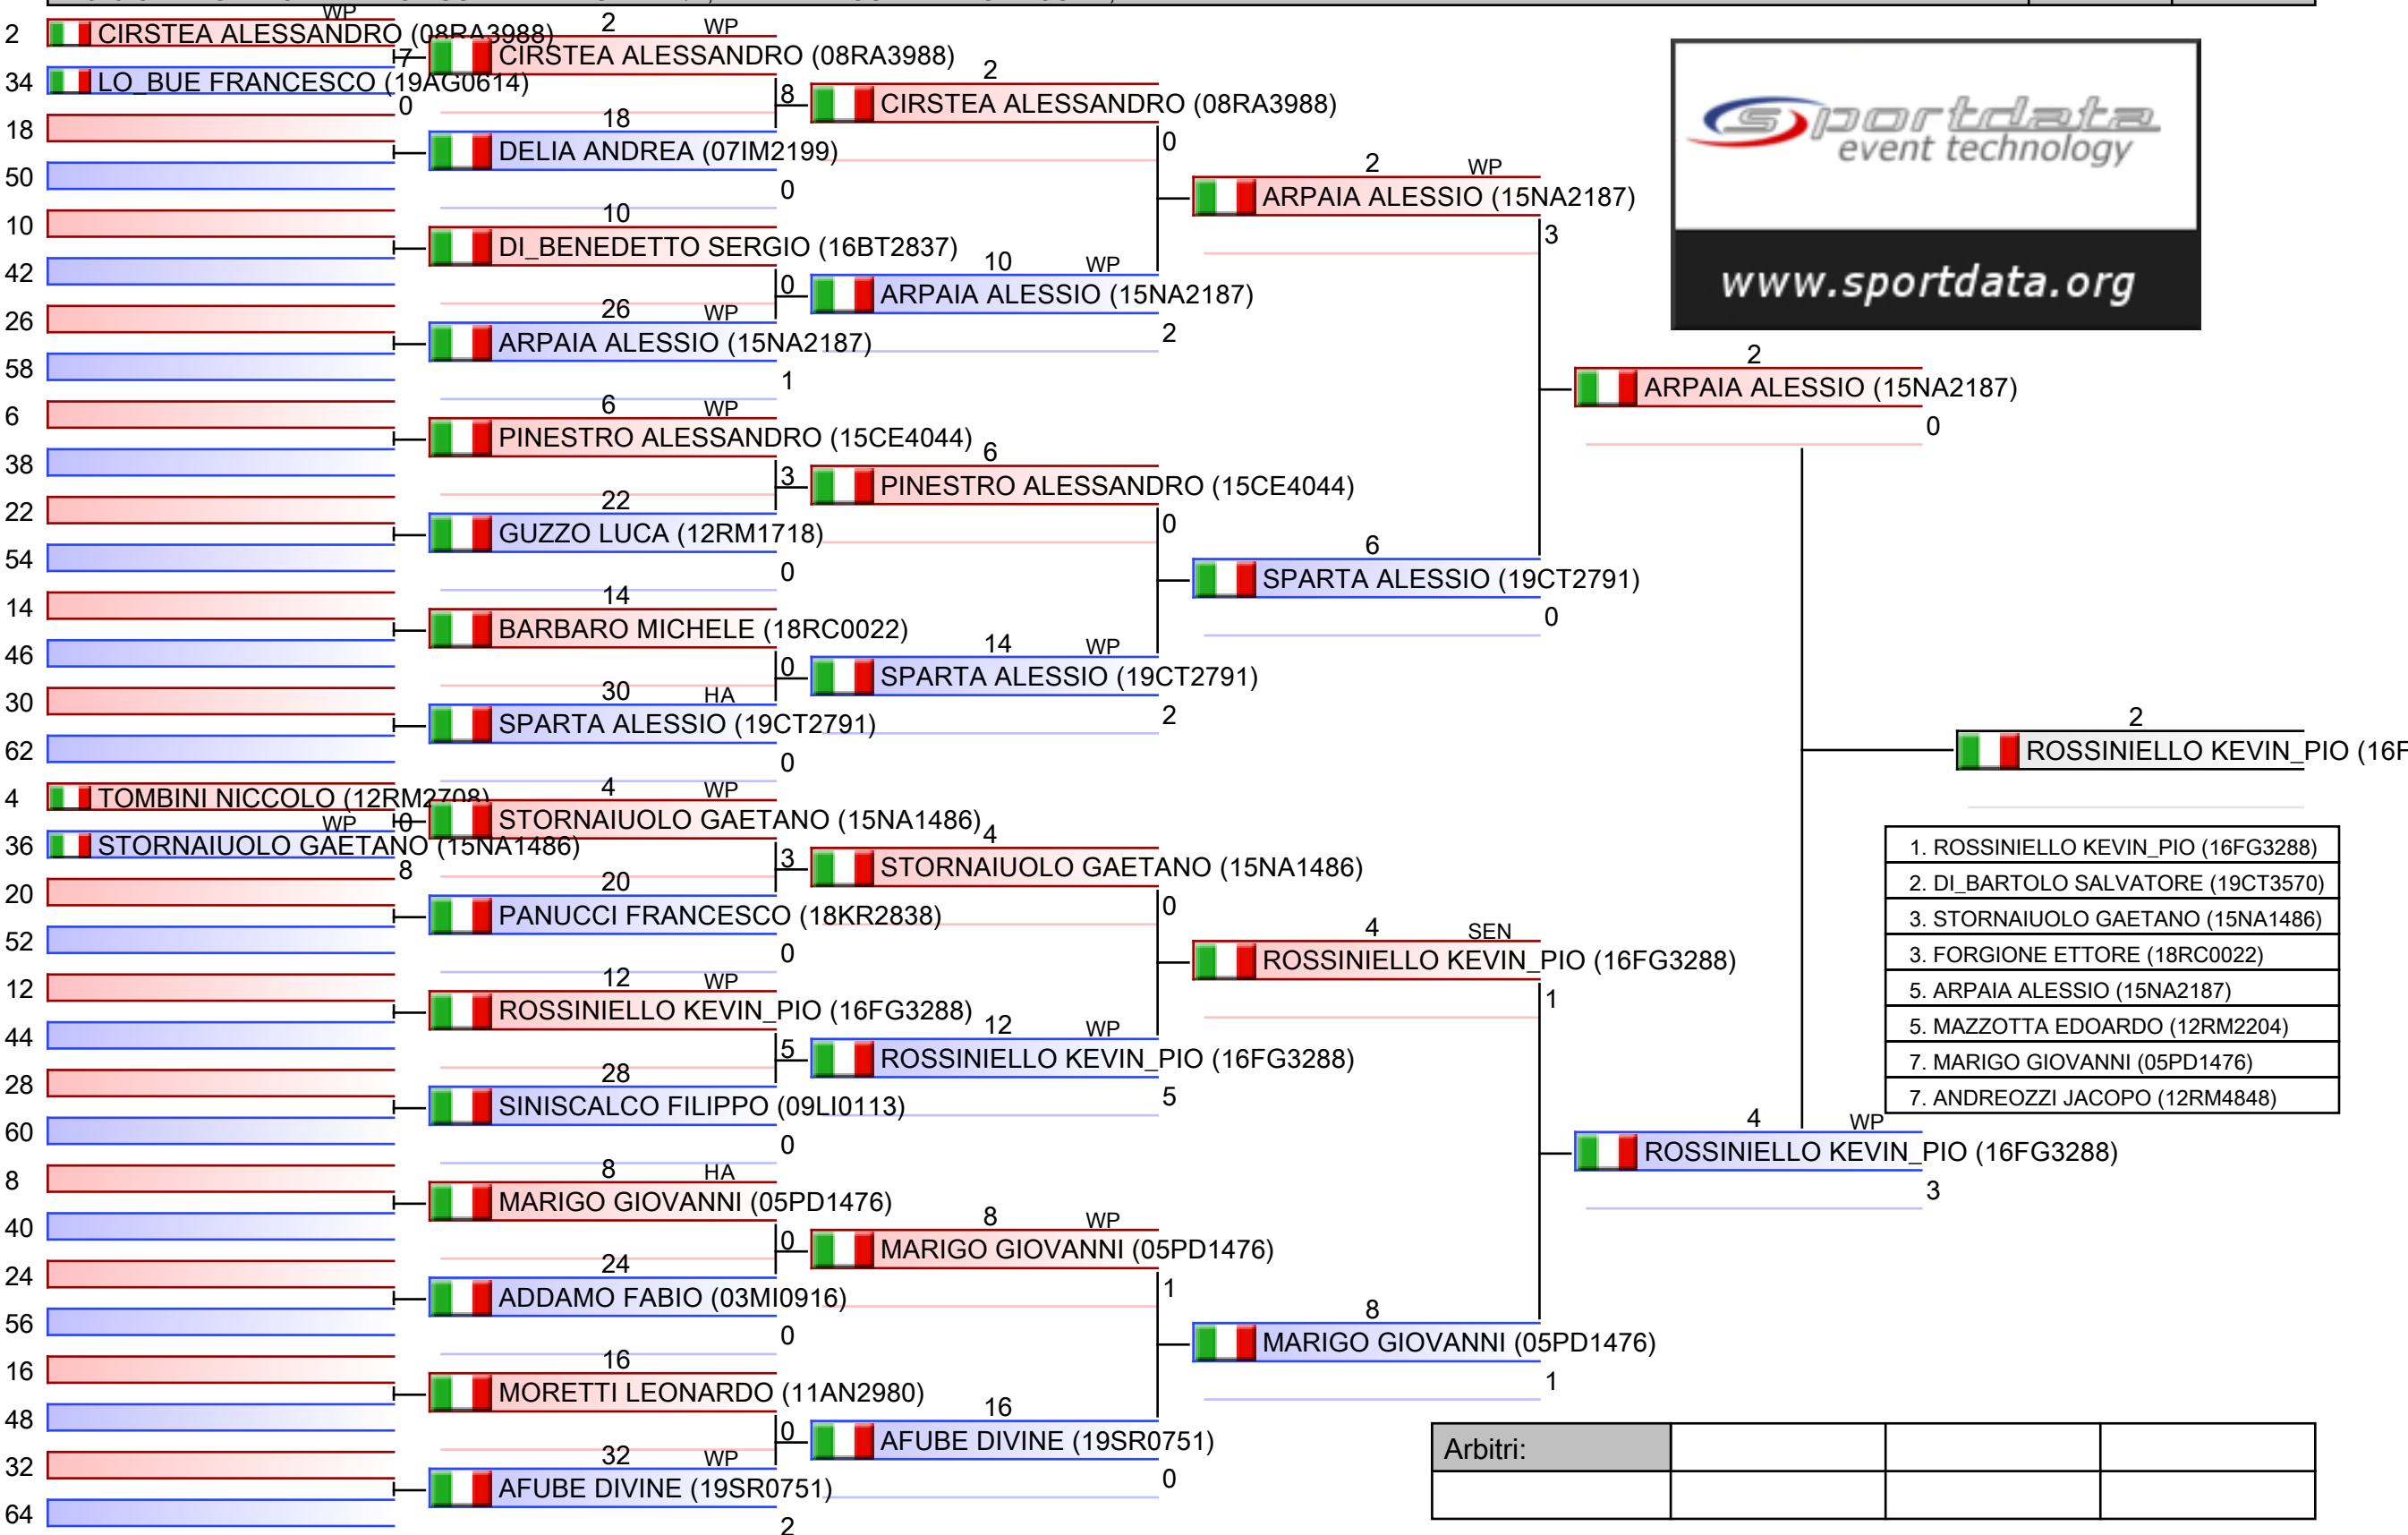 WP
2 CIRSTEA ALESSANDRO (08RA3988)
7
34 LO_BUE FRANCESCO (19AG0614)
0
18
50
10
42
26
58
6
38
22
54
14
46
30
62
4 TOMBINI NICCOLO (12RM2708)
WP 0
36 STORNAIUOLO GAETANO (15NA1486)
8
20
52
12
44
28
60
8
40
24
56
16
48
32
64
2 WP
CIRSTEA ALESSANDRO (08RA3988)
8
18
DELIA ANDREA (07IM2199)
0
10
DI_BENEDETTO SERGIO (16BT2837)
0
26 WP
ARPAIA ALESSIO (15NA2187)
1
6 WP
PINESTRO ALESSANDRO (15CE4044)
3
22
GUZZO LUCA (12RM1718)
0
14
BARBARO MICHELE (18RC0022)
0
30 HA
SPARTA ALESSIO (19CT2791)
0
4 WP
STORNAIUOLO GAETANO (15NA1486)
3
20
PANUCCI FRANCESCO (18KR2838)
0
12 WP
ROSSINIELLO KEVIN_PIO (16FG3288)
5
28
SINISCALCO FILIPPO (09LI0113)
0
8 HA
MARIGO GIOVANNI (05PD1476)
0
24
ADDAMO FABIO (03MI0916)
0
16
MORETTI LEONARDO (11AN2980)
0
32 WP
AFUBE DIVINE (19SR0751)
2
2
CIRSTEA ALESSANDRO (08RA3988)
0
10 WP
ARPAIA ALESSIO (15NA2187)
2
6
PINESTRO ALESSANDRO (15CE4044)
0
14 WP
SPARTA ALESSIO (19CT2791)
2
4
STORNAIUOLO GAETANO (15NA1486)
0
12 WP
ROSSINIELLO KEVIN_PIO (16FG3288)
5
8 WP
MARIGO GIOVANNI (05PD1476)
1
16
AFUBE DIVINE (19SR0751)
0
2 WP
ARPAIA ALESSIO (15NA2187)
3
6
SPARTA ALESSIO (19CT2791)
0
4 SEN
ROSSINIELLO KEVIN_PIO (16FG3288)
1
8
MARIGO GIOVANNI (05PD1476)
1
2
ARPAIA ALESSIO (15NA2187)
0
4 WP
ROSSINIELLO KEVIN_PIO (16FG3288)
3
2
ROSSINIELLO KEVIN_PIO (16F
sportdata
event technology
www.sportdata.org
1. ROSSINIELLO KEVIN_PIO (16FG3288)
2. DI_BARTOLO SALVATORE (19CT3570)
3. STORNAIUOLO GAETANO (15NA1486)
3. FORGIONE ETTORE (18RC0022)
5. ARPAIA ALESSIO (15NA2187)
5. MAZZOTTA EDOARDO (12RM2204)
7. MARIGO GIOVANNI (05PD1476)
7. ANDREOZZI JACOPO (12RM4848)
Arbitri: